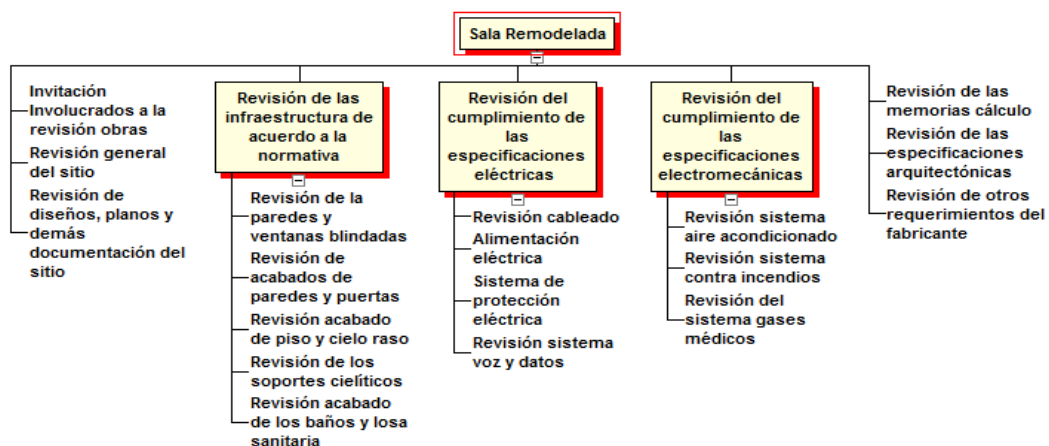 Sala Remodelada
Invitación
Involucrados a la
revisión obras
Revisión general
del sitio
Revisión de
diseños, planos y
demás
documentación del
sitio
Revisión de las
infraestructura de
acuerdo a la
normativa
Revisión de la
paredes y
ventanas blindadas
Revisión de
acabados de
paredes y puertas
Revisión acabado
de piso y cielo raso
Revisión de los
soportes cielíticos
Revisión acabado
de los baños y losa
sanitaria
Revisión del
cumplimiento de
las
especificaciones
eléctricas
Revisión cableado
Alimentación
eléctrica
Sistema de
protección
eléctrica
Revisión sistema
voz y datos
Revisión del
cumplimiento de
las
especificaciones
electromecánicas
Revisión sistema
aire acondicionado
Revisión sistema
contra incendios
Revisión del
sistema gases
médicos
Revisión de las
memorias cálculo
Revisión de las
especificaciones
arquitectónicas
Revisión de otros
requerimientos del
fabricante